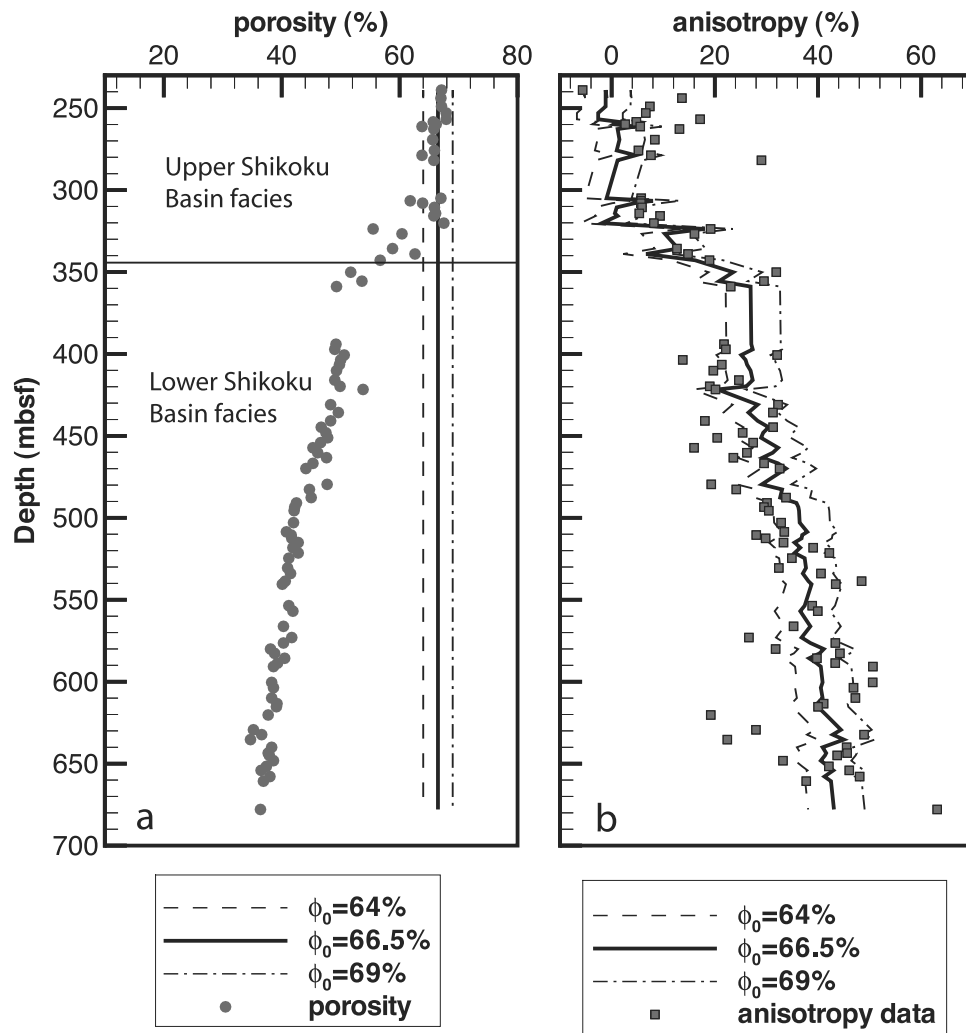 porosity (%)
20 40 60 80
anisotropy (%)
0 20 40 60
Depth (mbsf)
250
300
350
400
450
500
550
600
650
700
Upper Shikoku
Basin facies
Lower Shikoku
Basin facies
a
b
ϕ₀=64%
ϕ₀=66.5%
ϕ₀=69%
porosity
ϕ₀=64%
ϕ₀=66.5%
ϕ₀=69%
anisotropy data